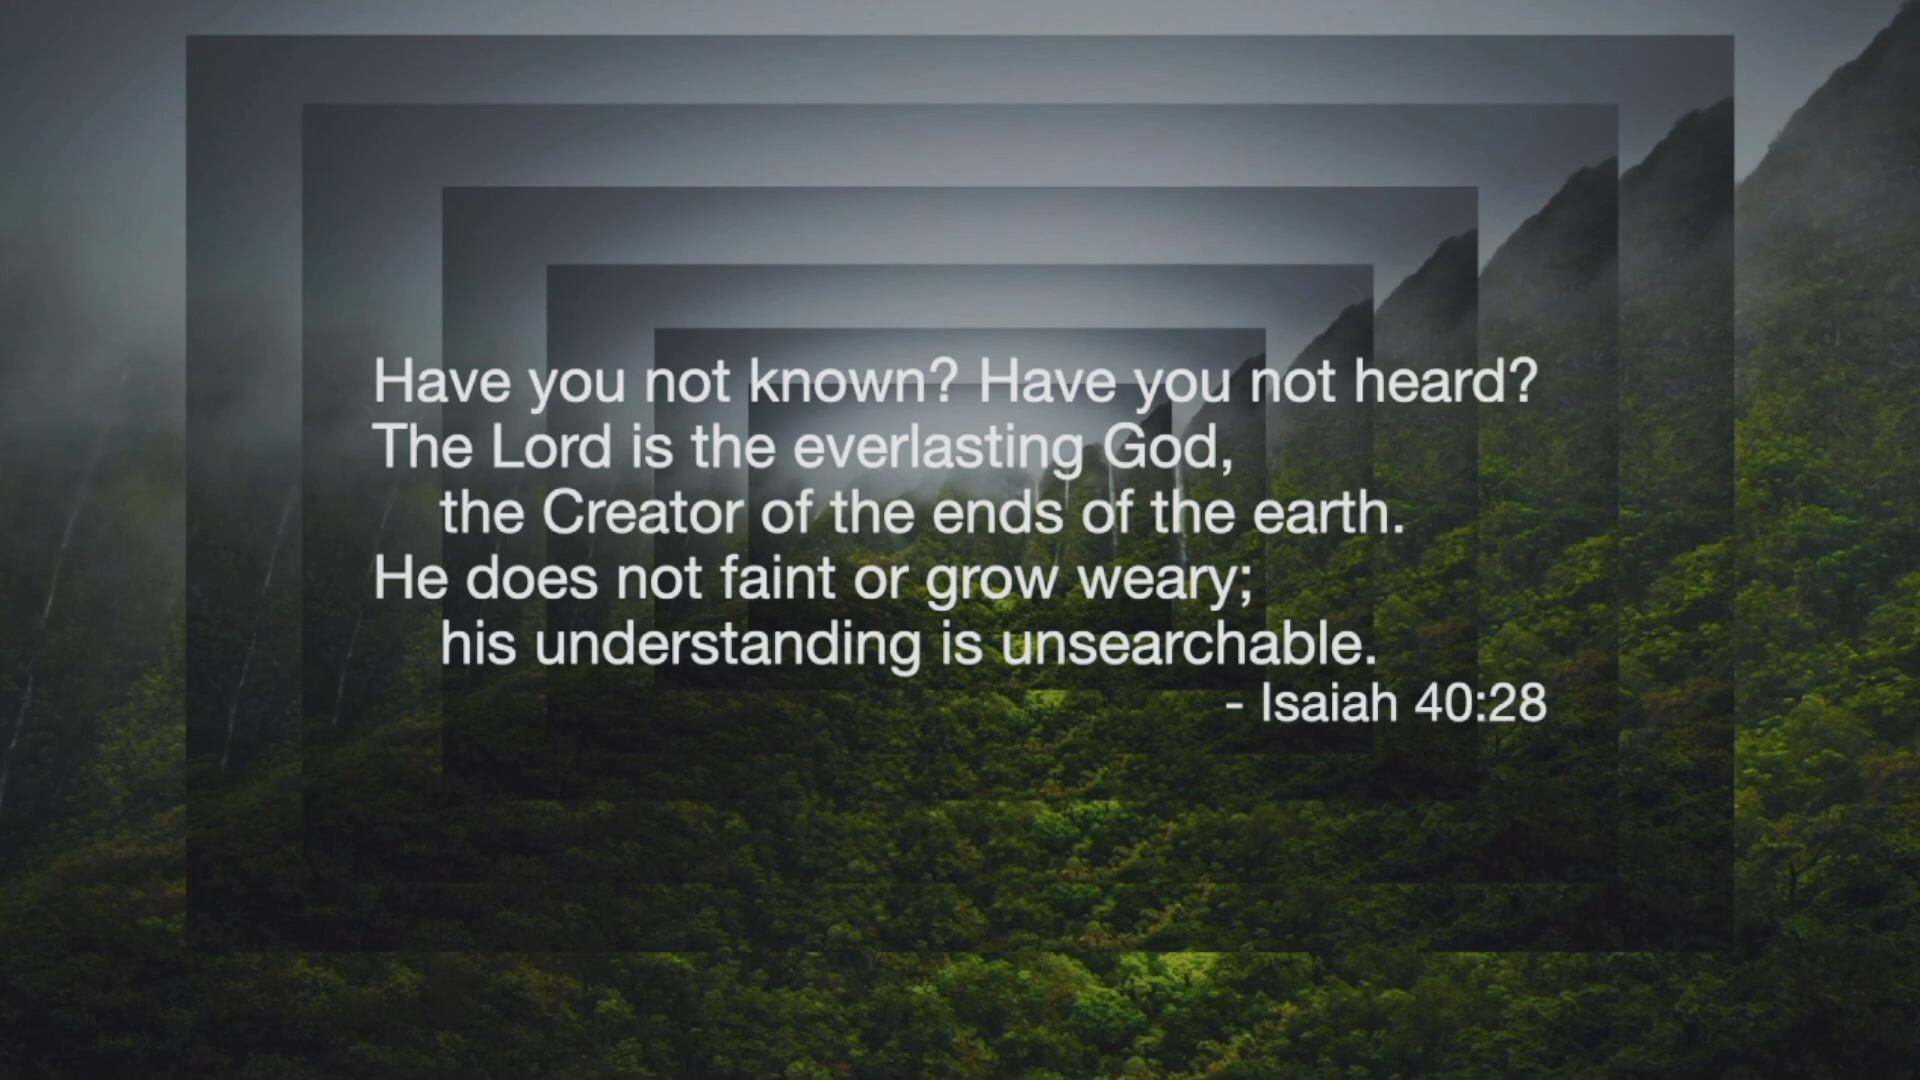 Have you not known? Have you not heard?
The Lord is the everlasting God,
the Creator of the ends of the earth.
He does not faint or grow weary;
his understanding is unsearchable.
- Isaiah 40:28